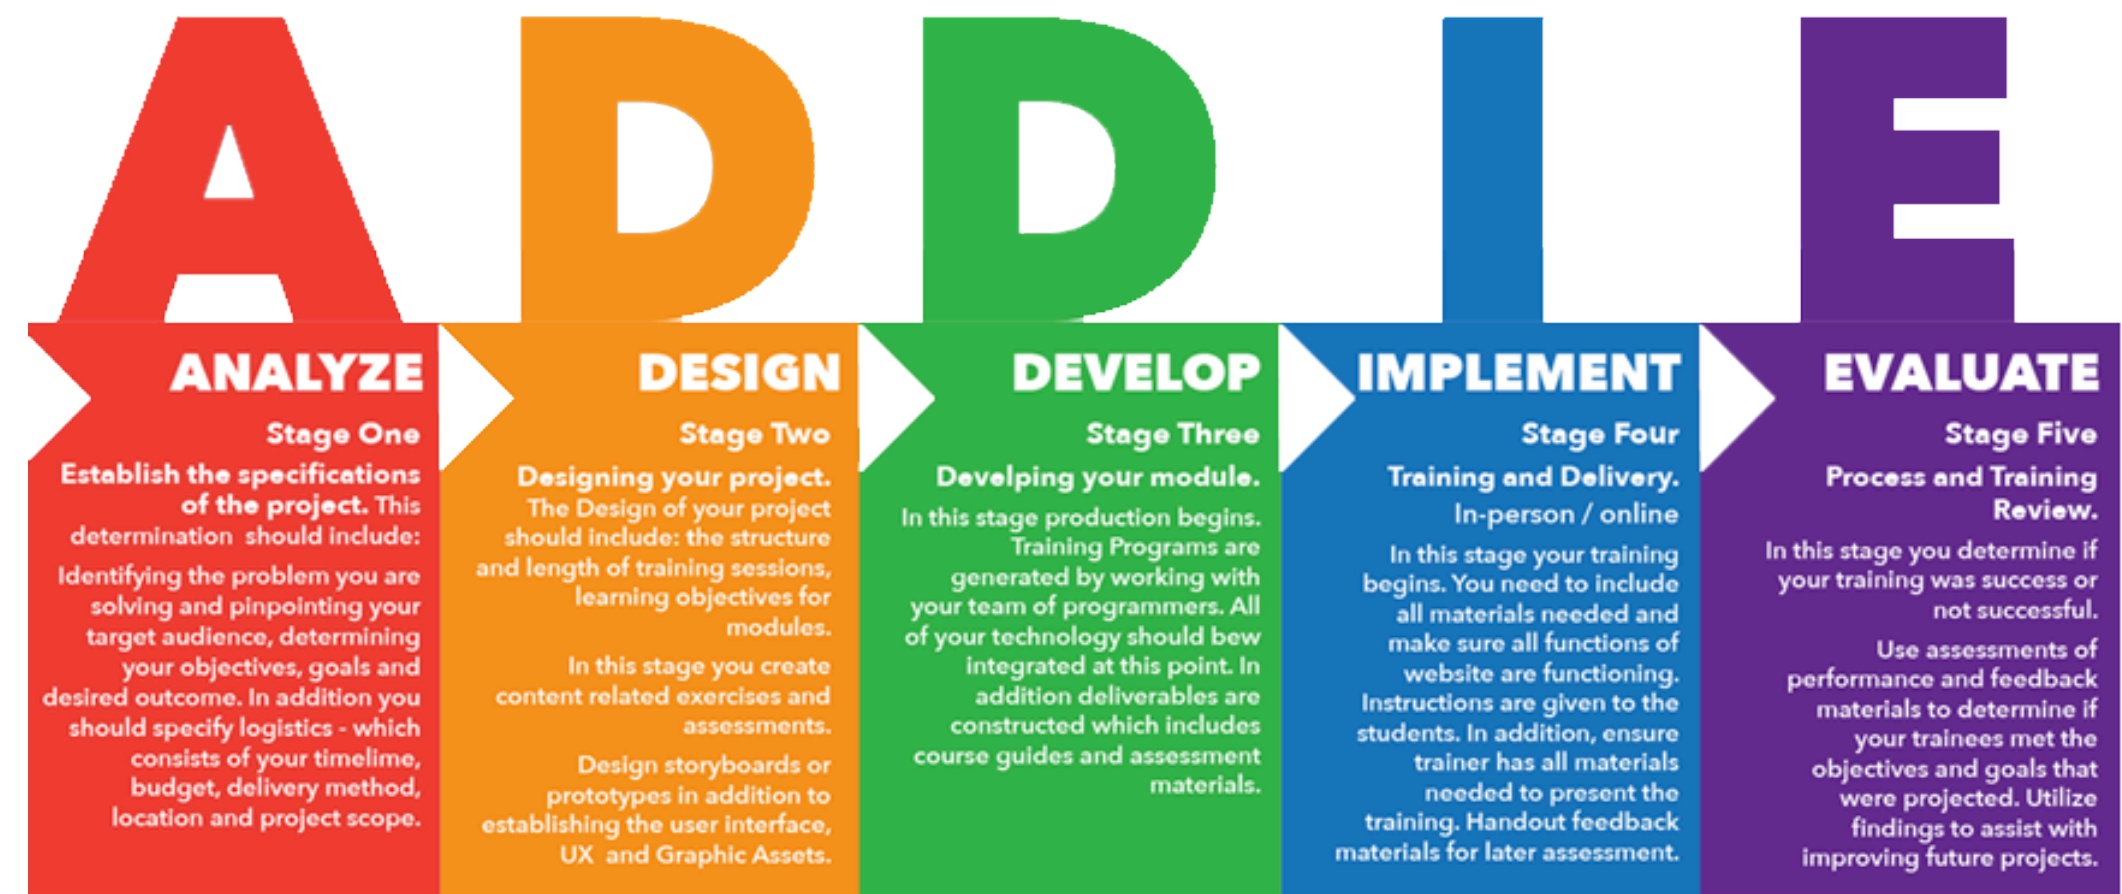 ADDIE
ANALYZE
Stage One
Establish the specifications
of the project. This
determination should include:
Identifying the problem you are
solving and pinpointing your
target audience, determining
your objectives, goals and
desired outcome. In addition you
should specify logistics - which
consists of your timelime,
budget, delivery method,
location and project scope.
DESIGN
Stage Two
Designing your project.
The Design of your project
should include: the structure
and length of training sessions,
learning objectives for
modules.
In this stage you create
content related exercises and
assessments.
Design storyboards or
prototypes in addition to
establishing the user interface,
UX and Graphic Assets.
DEVELOP
Stage Three
Develping your module.
In this stage production begins.
Training Programs are
generated by working with
your team of programmers. All
of your technology should bew
integrated at this point. In
addition deliverables are
constructed which includes
course guides and assessment
materials.
IMPLEMENT
Stage Four
Training and Delivery.
In-person / online
In this stage your training
begins. You need to include
all materials needed and
make sure all functions of
website are functioning.
Instructions are given to the
students. In addition, ensure
trainer has all materials
needed to present the
training. Handout feedback
materials for later assessment.
EVALUATE
Stage Five
Process and Training
Review.
In this stage you determine if
your training was success or
not successful.
Use assessments of
performance and feedback
materials to determine if
your trainees met the
objectives and goals that
were projected. Utilize
findings to assist with
improving future projects.